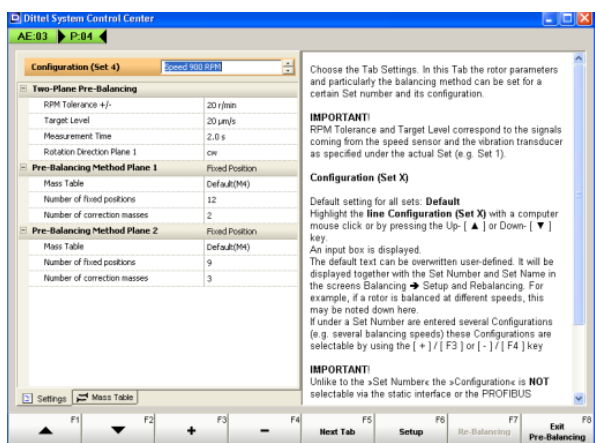 Dittel System Control Center
AE:03 P:04
Configuration (Set 4) Speed 900 RPM
Two-Plane Pre-Balancing
RPM Tolerance +/- 20 r/min
Target Level 20 µm/s
Measurement Time 2.0 s
Rotation Direction Plane 1 cw
Pre-Balancing Method Plane 1 Fixed Position
Mass Table Default(M4)
Number of fixed positions 12
Number of correction masses 2
Pre-Balancing Method Plane 2 Fixed Position
Mass Table Default(M4)
Number of fixed positions 9
Number of correction masses 3
Settings Mass Table
Choose the Tab Settings. In this Tab the rotor parameters
and particularly the balancing method can be set for a
certain Set number and its configuration.
IMPORTANT!
RPM Tolerance and Target Level correspond to the signals
coming from the speed sensor and the vibration transducer
as specified under the actual Set (e.g. Set 1).
Configuration (Set X)
Default setting for all sets: Default
Highlight the line Configuration (Set X) with a computer
mouse click or by pressing the Up- [ ▲ ] or Down- [ ▼ ]
key.
An input box is displayed.
The default text can be overwritten user-defined. It will be
displayed together with the Set Number and Set Name in
the screens Balancing ➔ Setup and Rebalancing. For
example, if a rotor is balanced at different speeds, this
may be noted down here.
If under a Set Number are entered several Configurations
(e.g. several balancing speeds) these Configurations are
selectable by using the [ + ] / [ F3 ] or [ - ] / [ F4 ] key
IMPORTANT!
Unlike to the »Set Number« the »Configuration« is NOT
selectable via the static interface or the PROFIBUS
F1 F2 F3 F4 F5 F6 F7 F8
▲ ▼ + - Next Tab Setup Re-Balancing Exit
Pre-Balancing